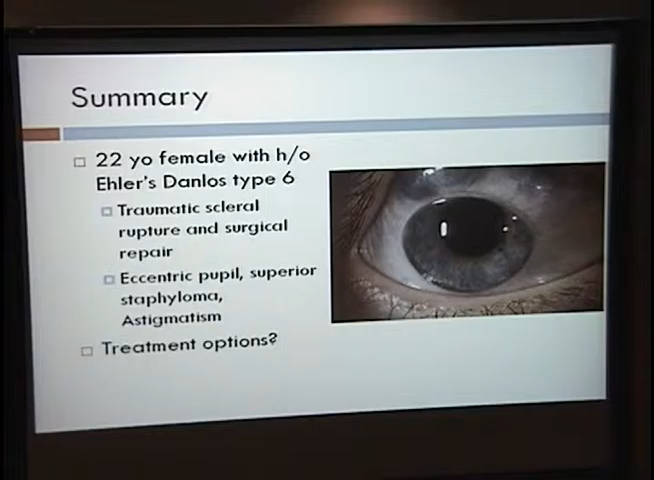 Summary
22 yo female with h/o
Ehler's Danlos type 6
Traumatic scleral
rupture and surgical
repair
Eccentric pupil, superior
staphyloma,
Astigmatism
Treatment options?